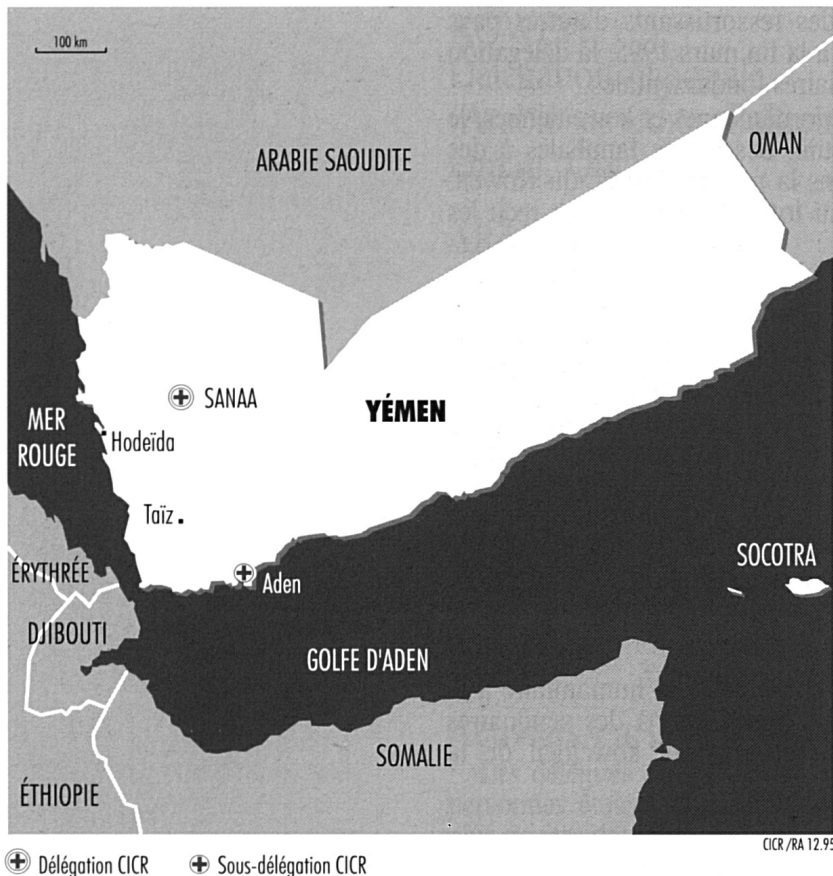 100 km
ARABIE SAOUDITE
OMAN
SANAA
YÉMEN
MER
ROUGE
Hodeïda
Taïz
SOCOTRA
ÉRYTHRÉE
Aden
DJIBOUTI
GOLFE D'ADEN
SOMALIE
ÉTHIOPIE
CICR/RA 12.95
Délégation CICR
Sous-délégation CICR